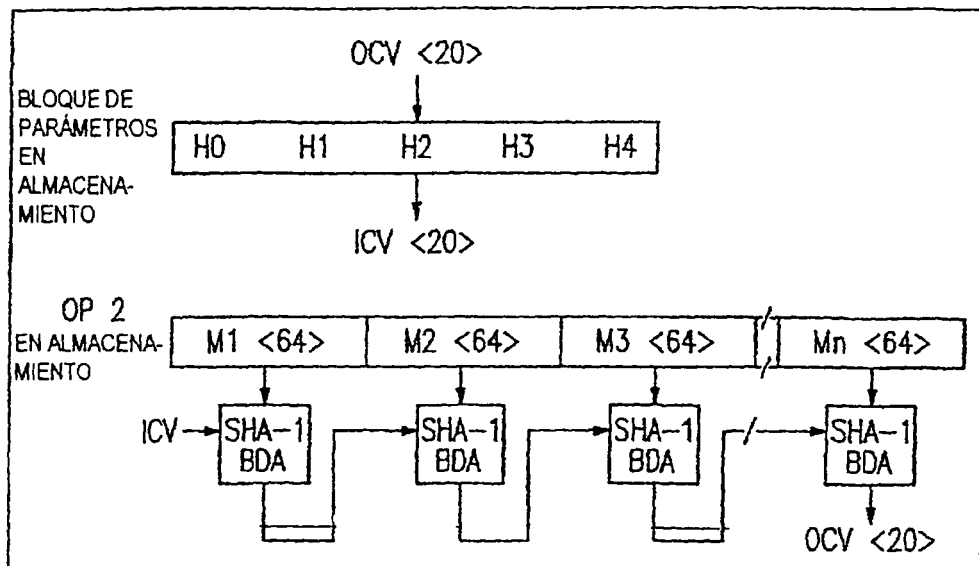 OCV <20>
BLOQUE DE
PARÁMETROS
EN
ALMACENA-
MIENTO
H0 H1 H2 H3 H4
ICV <20>
OP 2
EN ALMACENA-
MIENTO
M1 <64> M2 <64> M3 <64> Mn <64>
ICV
SHA-1
BDA
SHA-1
BDA
SHA-1
BDA
SHA-1
BDA
OCV <20>